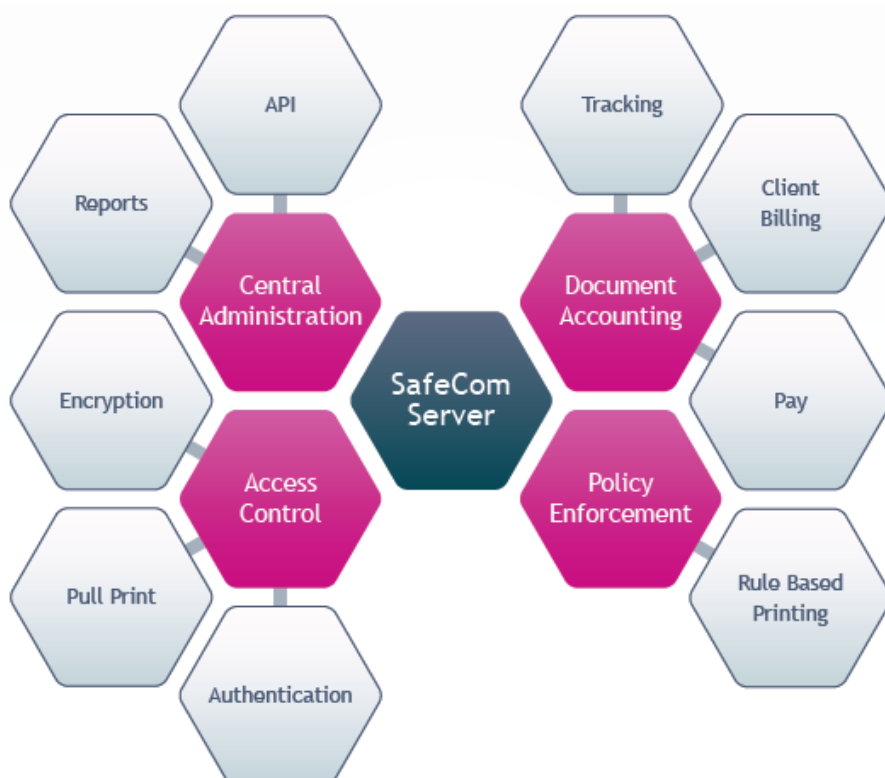 API
Tracking
Reports
Client
Billing
Central
Administration
Document
Accounting
SafeCom
Server
Encryption
Pay
Access
Control
Policy
Enforcement
Pull Print
Rule Based
Printing
Authentication